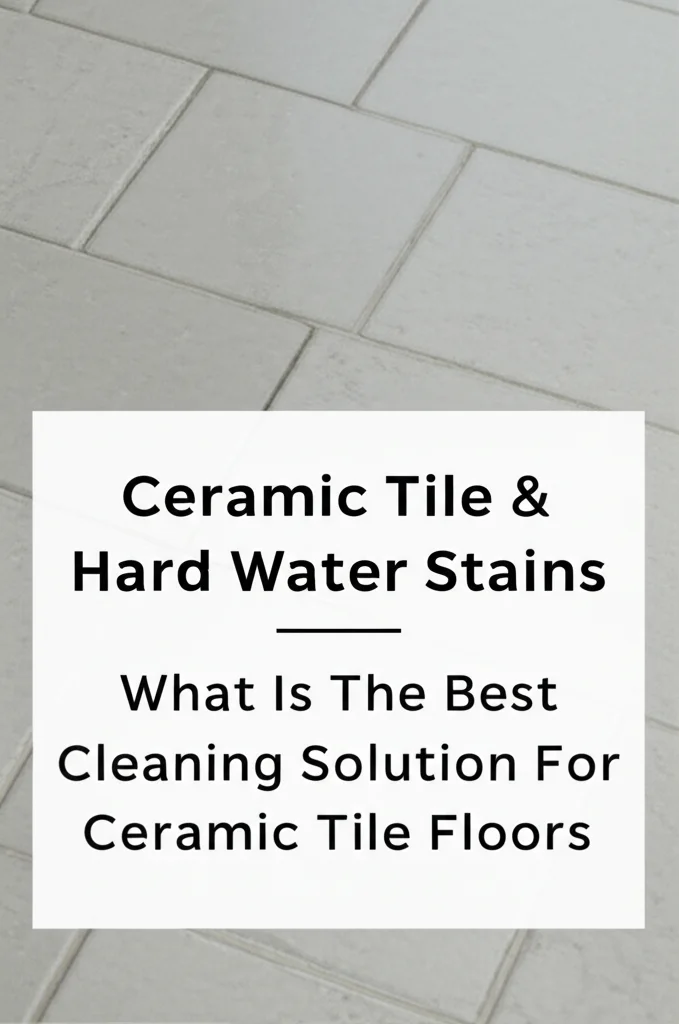 Ceramic Tile &
Hard Water Stains
What Is The Best
Cleaning Solution For
Ceramic Tile Floors